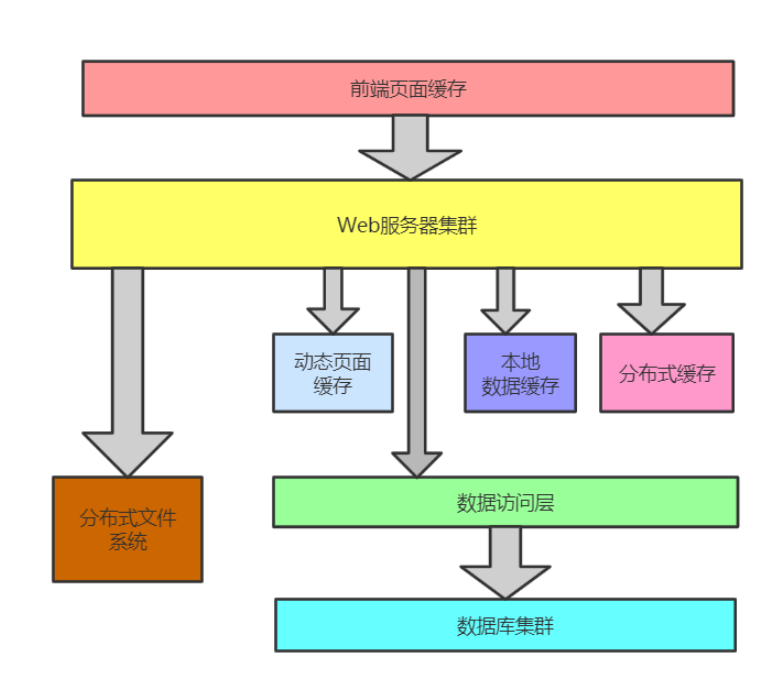 前端页面缓存
Web服务器集群
动态页面
缓存
本地
数据缓存
分布式缓存
分布式文件
系统
数据访问层
数据库集群